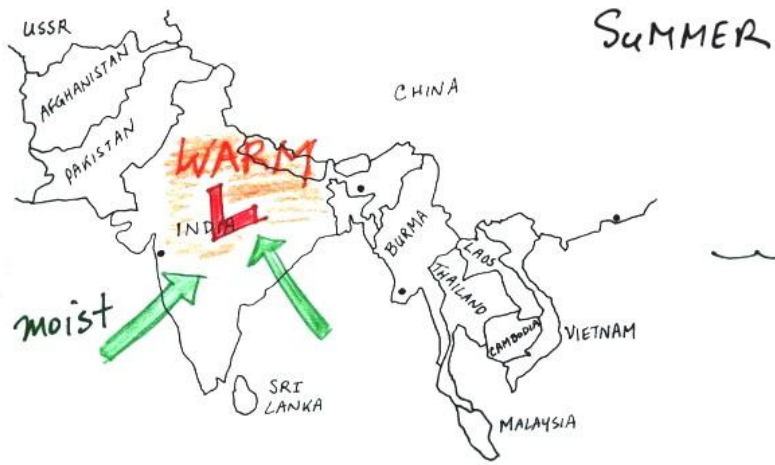 USSR
SUMMER
AFGHANISTAN
CHINA
PAKISTAN
WARM
L
INDIA
BURMA
LAOS
THAILAND
moist
CAMBODIA
VIETNAM
SRI
LANKA
MALAYSIA